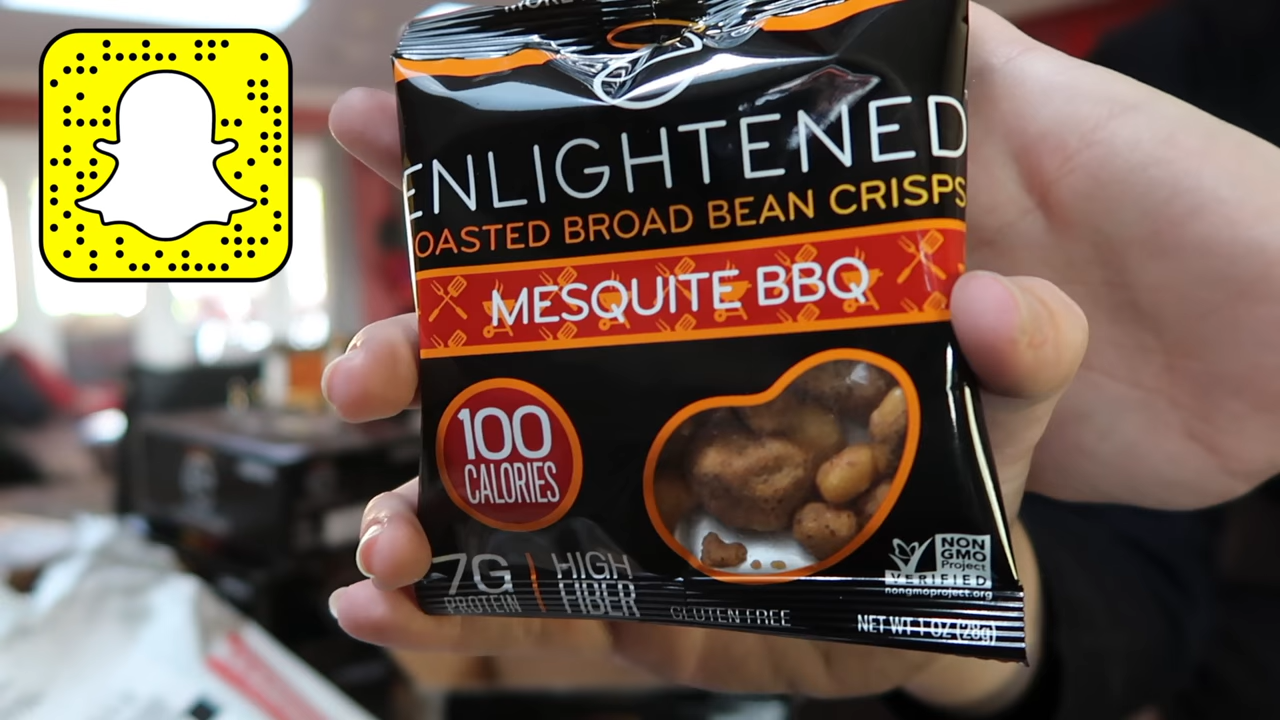 ENLIGHTENED
OASTED BROAD BEAN CRISPS
MESQUITE BBQ
100
CALORIES
7G
PROTEIN
HIGH
FIBER
GLUTEN FREE
NON
GMO
Project
VERIFIED
nongmoproject.org
NET WT 1 OZ (28g)